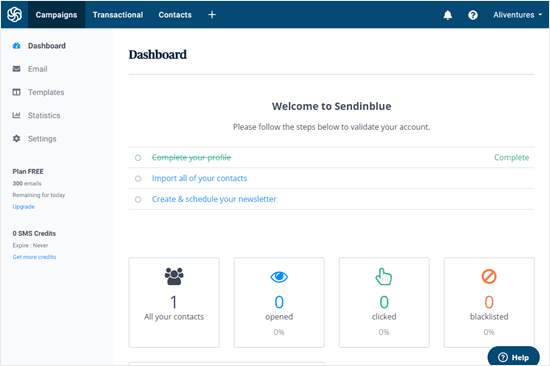 Campaigns Transactional Contacts + Aliventures
Dashboard
Email
Templates
Statistics
Settings
Plan FREE
300 emails
Remaining for today
Upgrade
0 SMS Credits
Expire : Never
Get more credits
Dashboard
Welcome to Sendinblue
Please follow the steps below to validate your account.
Complete your profile Complete
Import all of your contacts
Create & schedule your newsletter
1
All your contacts
0
opened
0%
0
clicked
0%
0
blacklisted
0%
? Help